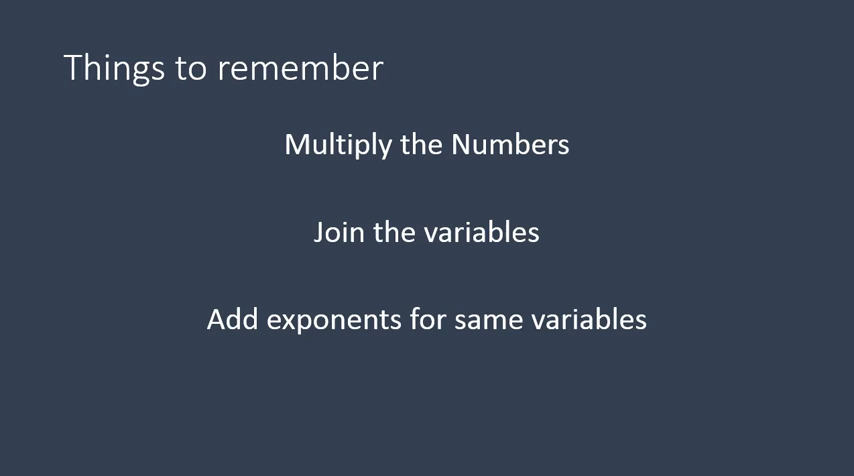 Things to remember
Multiply the Numbers
Join the variables
Add exponents for same variables